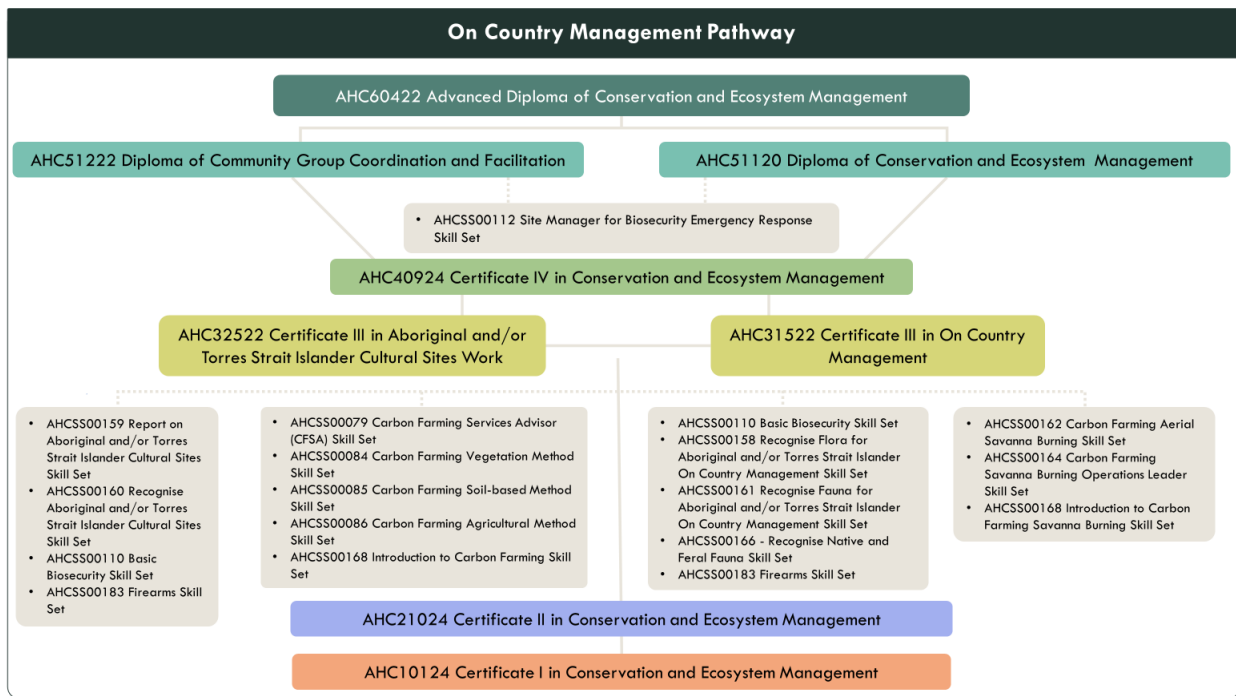 On Country Management Pathway
AHC60422 Advanced Diploma of Conservation and Ecosystem Management
AHC51222 Diploma of Community Group Coordination and Facilitation
AHC51120 Diploma of Conservation and Ecosystem Management
• AHCSS00112 Site Manager for Biosecurity Emergency Response
Skill Set
AHC40924 Certificate IV in Conservation and Ecosystem Management
AHC32522 Certificate III in Aboriginal and/or
Torres Strait Islander Cultural Sites Work
AHC31522 Certificate III in On Country
Management
• AHCSS00159 Report on
Aboriginal and/or Torres
Strait Islander Cultural Sites
Skill Set
• AHCSS00160 Recognise
Aboriginal and/or Torres
Strait Islander Cultural Sites
Skill Set
• AHCSS00110 Basic
Biosecurity Skill Set
• AHCSS00183 Firearms Skill
Set
• AHCSS00079 Carbon Farming Services Advisor
(CFSA) Skill Set
• AHCSS00084 Carbon Farming Vegetation Method
Skill Set
• AHCSS00085 Carbon Farming Soil-based Method
Skill Set
• AHCSS00086 Carbon Farming Agricultural Method
Skill Set
• AHCSS00168 Introduction to Carbon Farming Skill
Set
• AHCSS00110 Basic Biosecurity Skill Set
• AHCSS00158 Recognise Flora for
Aboriginal and/or Torres Strait Islander
On Country Management Skill Set
• AHCSS00161 Recognise Fauna for
Aboriginal and/or Torres Strait Islander
On Country Management Skill Set
• AHCSS00166 - Recognise Native and
Feral Fauna Skill Set
• AHCSS00183 Firearms Skill Set
• AHCSS00162 Carbon Farming Aerial
Savanna Burning Skill Set
• AHCSS00164 Carbon Farming
Savanna Burning Operations Leader
Skill Set
• AHCSS00168 Introduction to Carbon
Farming Savanna Burning Skill Set
AHC21024 Certificate II in Conservation and Ecosystem Management
AHC10124 Certificate I in Conservation and Ecosystem Management